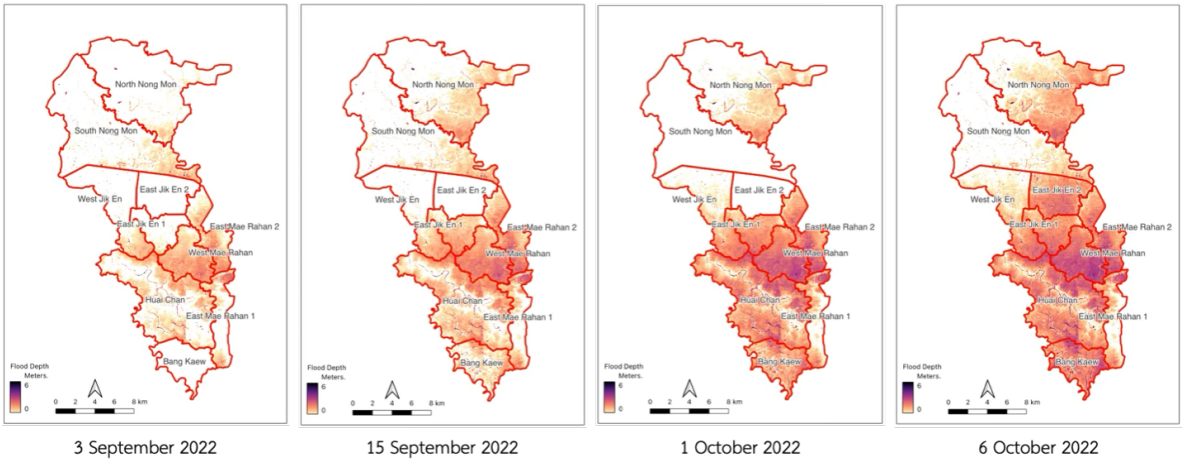 North Nong Mon
South Nong Mon
West Jik En
East Jik En 2
East Jik En 1
East Mae Rahan 2
West Mae Rahan
Huai Chan
East Mae Rahan 1
Bang Kaew
Flood Depth
Meters.
6
0
0 2 4 6 8 km
3 September 2022
North Nong Mon
South Nong Mon
West Jik En
East Jik En 2
East Jik En 1
East Mae Rahan 2
West Mae Rahan
Huai Chan
East Mae Rahan 1
Bang Kaew
Flood Depth
Meters.
6
0
0 2 4 6 8 km
15 September 2022
North Nong Mon
South Nong Mon
West Jik En
East Jik En 2
East Jik En 1
East Mae Rahan 2
West Mae Rahan
Huai Chan
East Mae Rahan 1
Bang Kaew
Flood Depth
Meters.
6
0
0 2 4 6 8 km
1 October 2022
North Nong Mon
South Nong Mon
West Jik En
East Jik En 2
East Jik En 1
East Mae Rahan 2
West Mae Rahan
Huai Chan
East Mae Rahan 1
Bang Kaew
Flood Depth
Meters.
6
0
0 2 4 6 8 km
6 October 2022